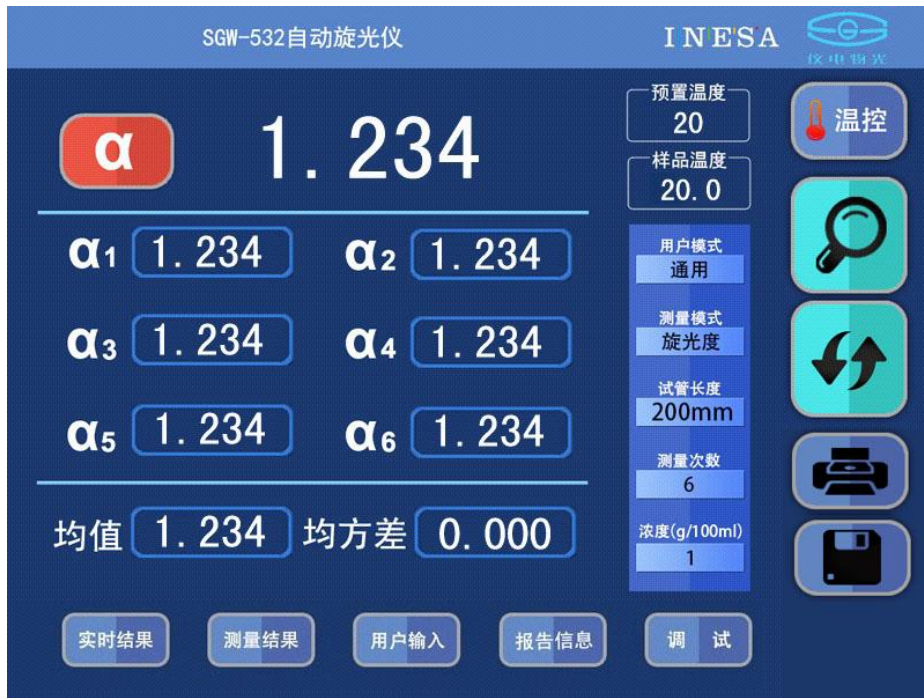 SGW-532自动旋光仪
INESA
仪电物光
α 1.234
预置温度
20
样品温度
20.0
温控
α1 1.234 α2 1.234
α3 1.234 α4 1.234
α5 1.234 α6 1.234
均值 1.234 均方差 0.000
用户模式
通用
测量模式
旋光度
试管长度
200mm
测量次数
6
浓度(g/100ml)
1
实时结果 测量结果 用户输入 报告信息 调 试